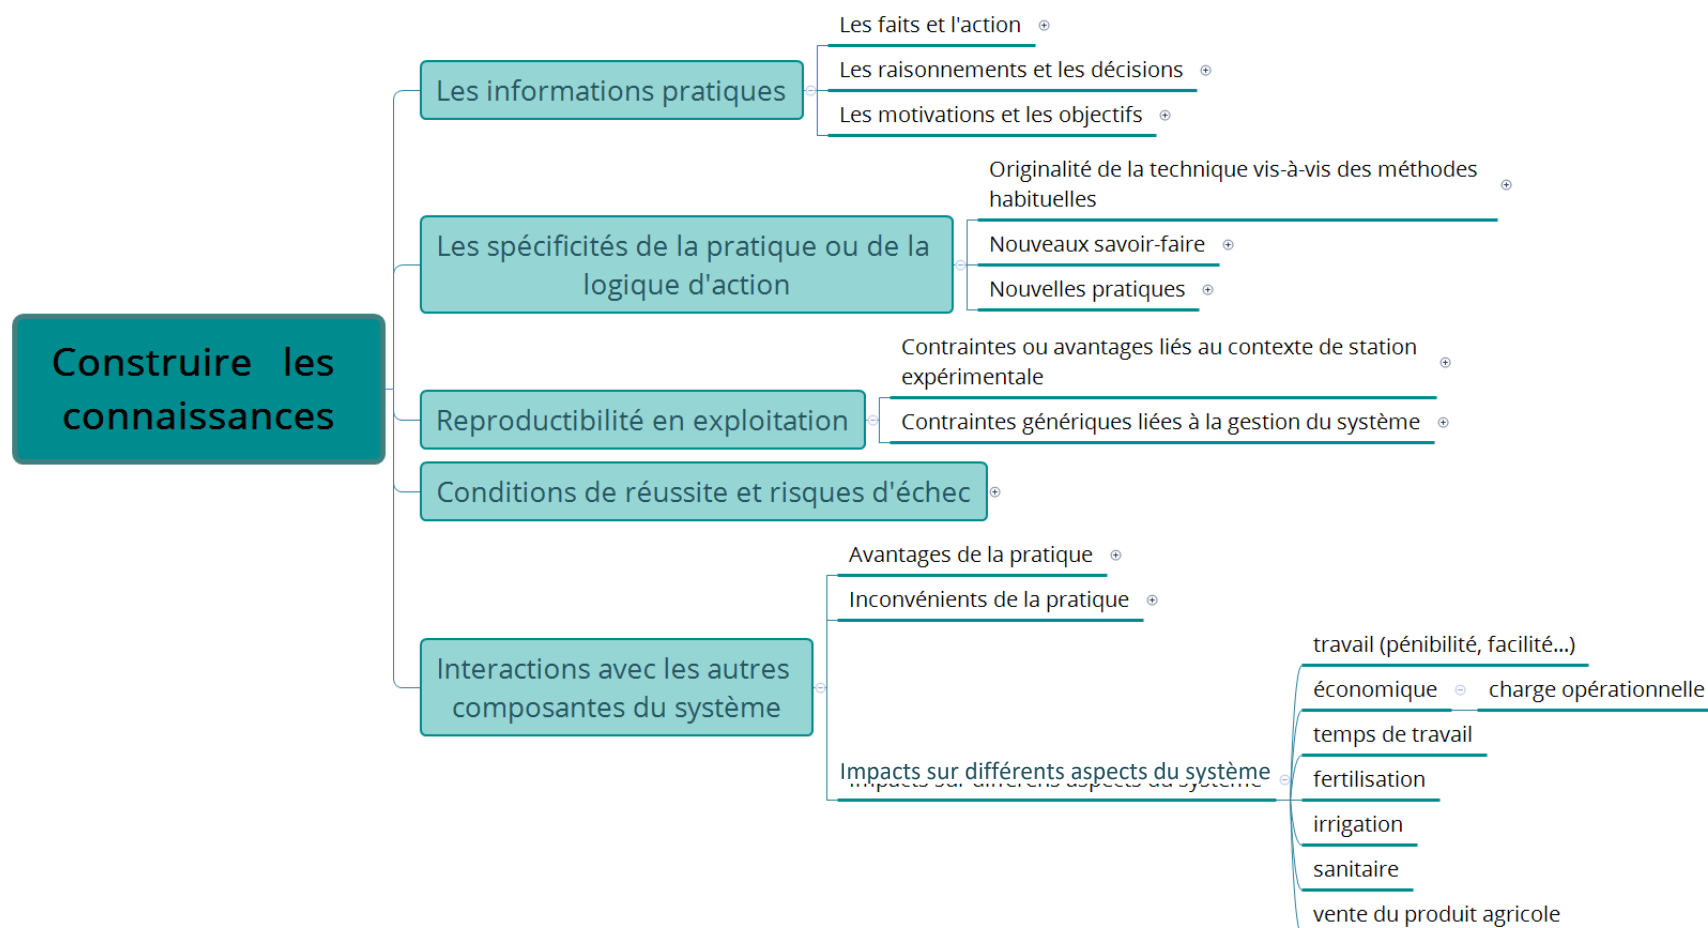 Construire les
connaissances
Les informations pratiques
Les faits et l'action
Les raisonnements et les décisions
Les motivations et les objectifs
Les spécificités de la pratique ou de la
logique d'action
Originalité de la technique vis-à-vis des méthodes
habituelles
Nouveaux savoir-faire
Nouvelles pratiques
Reproductibilité en exploitation
Contraintes ou avantages liés au contexte de station
expérimentale
Contraintes génériques liées à la gestion du système
Conditions de réussite et risques d'échec
Interactions avec les autres
composantes du système
Avantages de la pratique
Inconvénients de la pratique
Impacts sur différents aspects du système
travail (pénibilité, facilité...)
économique
charge opérationnelle
temps de travail
fertilisation
irrigation
sanitaire
vente du produit agricole